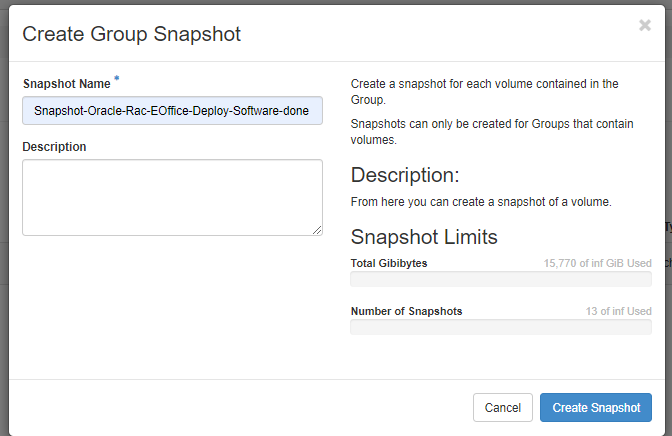 Create Group Snapshot
×
Snapshot Name *
Snapshot-Oracle-Rac-EOffice-Deploy-Software-done
Description
Create a snapshot for each volume contained in the
Group.
Snapshots can only be created for Groups that contain
volumes.
Description:
From here you can create a snapshot of a volume.
Snapshot Limits
Total Gibibytes 15,770 of inf GiB Used
Number of Snapshots 13 of inf Used
Cancel Create Snapshot